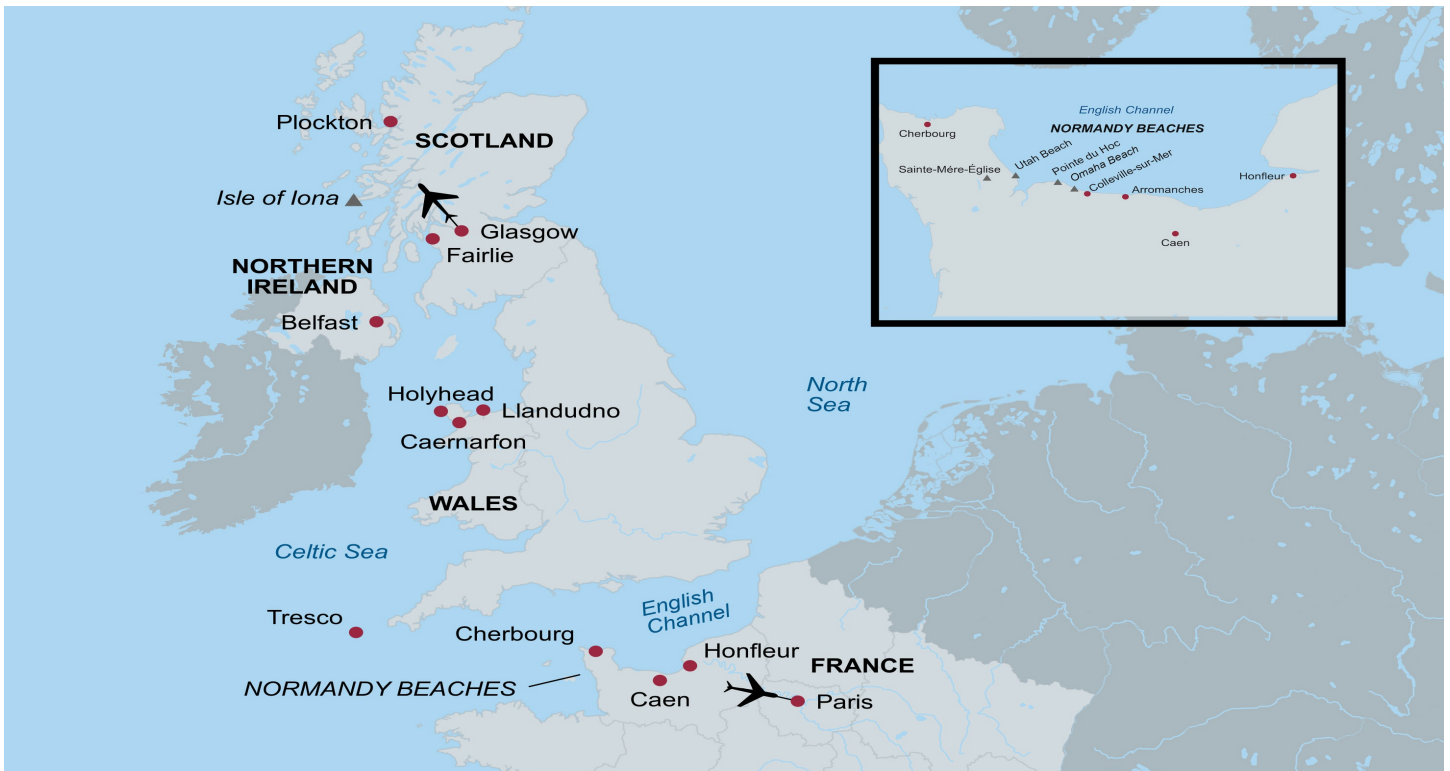 Plockton
SCOTLAND
Isle of Iona
Glasgow
Fairlie
NORTHERN
IRELAND
Belfast
Holyhead
Llandudno
Caernarfon
WALES
Celtic Sea
North
Sea
Tresco
English
Channel
Cherbourg
Honfleur
FRANCE
NORMANDY BEACHES
Caen
Paris
English Channel
NORMANDY BEACHES
Cherbourg
Sainte-Mére-Église
Utah Beach
Pointe du Hoc
Omaha Beach
Colleville-sur-Mer
Arromanches
Honfleur
Caen